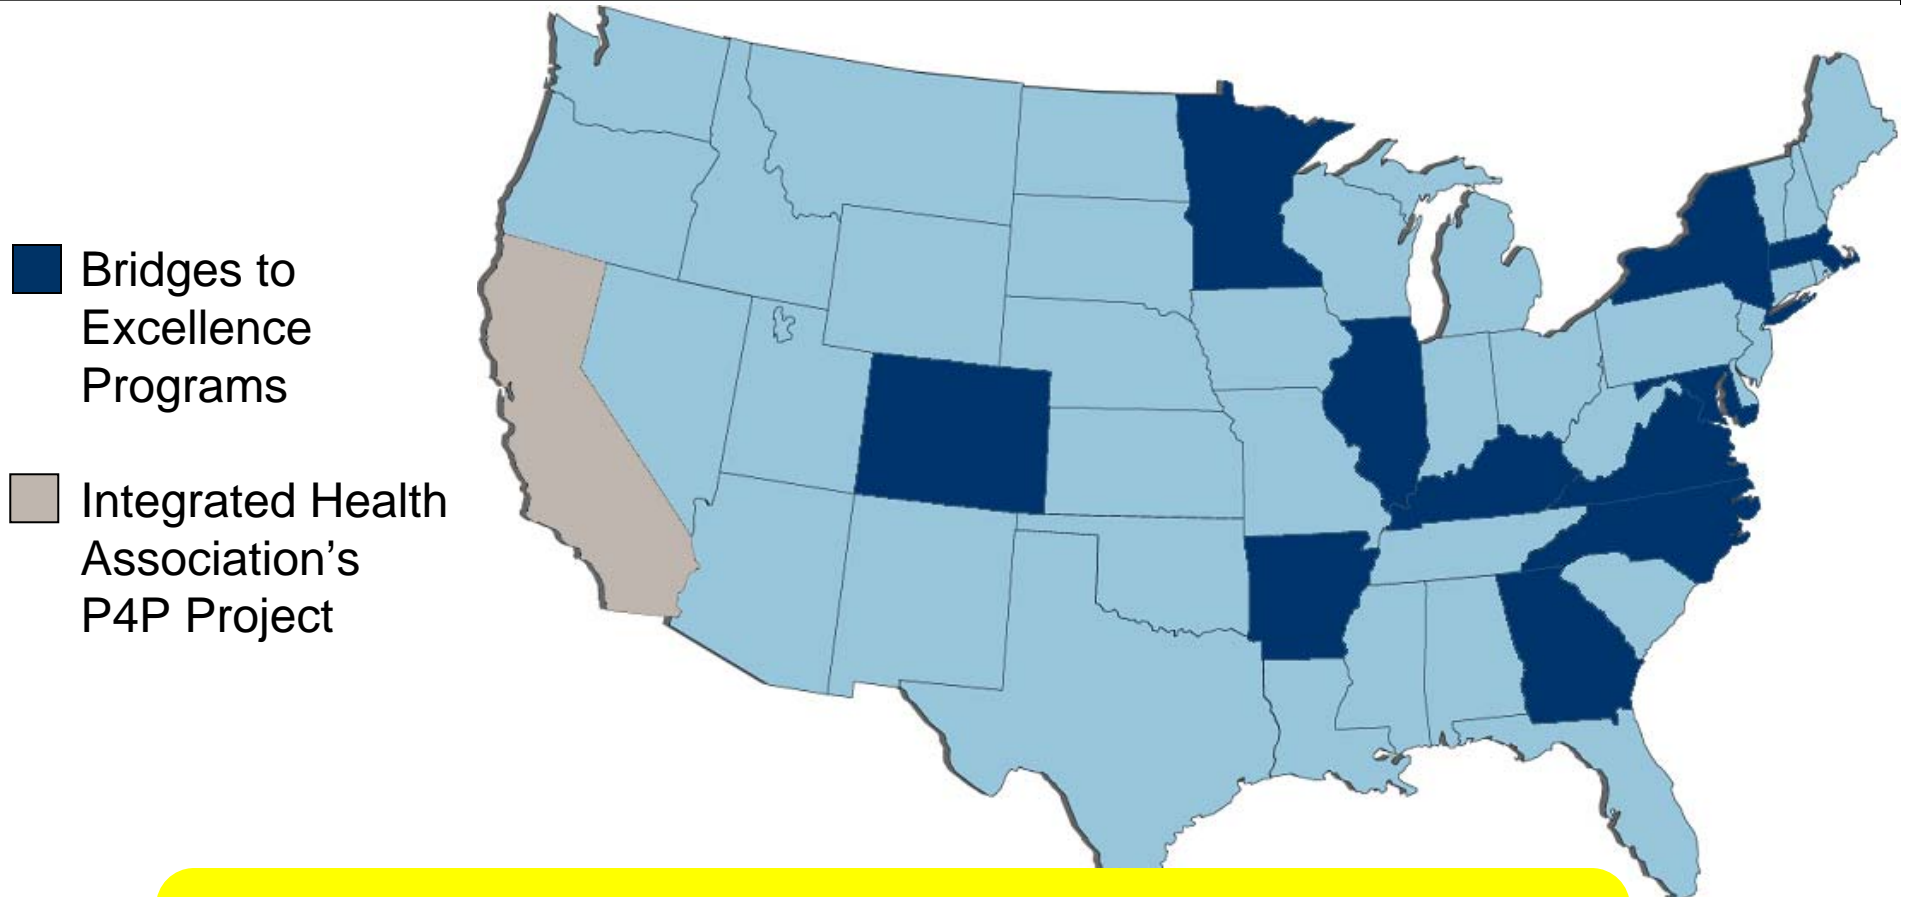 Bridges to
Excellence
Programs
Integrated Health
Association’s
P4P Project